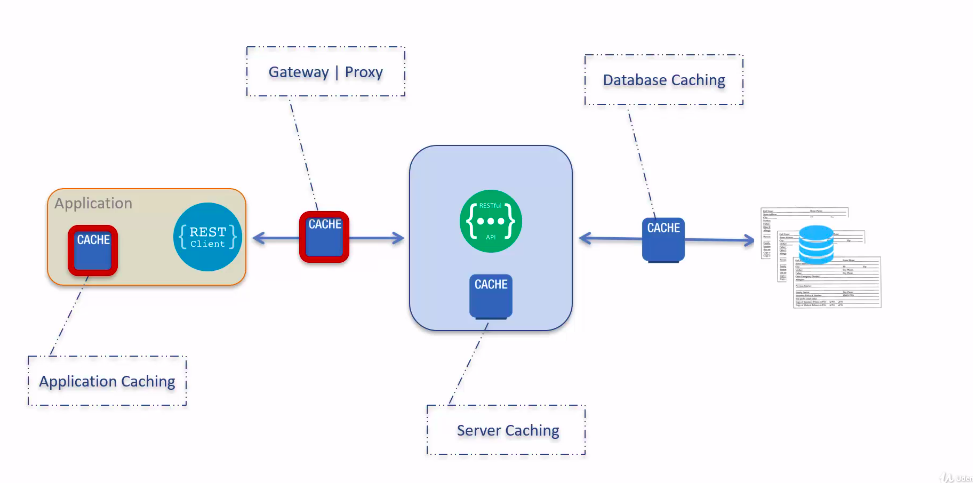 Gateway | Proxy
Database Caching
Application
CACHE
{REST}
Client
CACHE
RESTful
{•••}
API
CACHE
CACHE
Application Caching
Server Caching